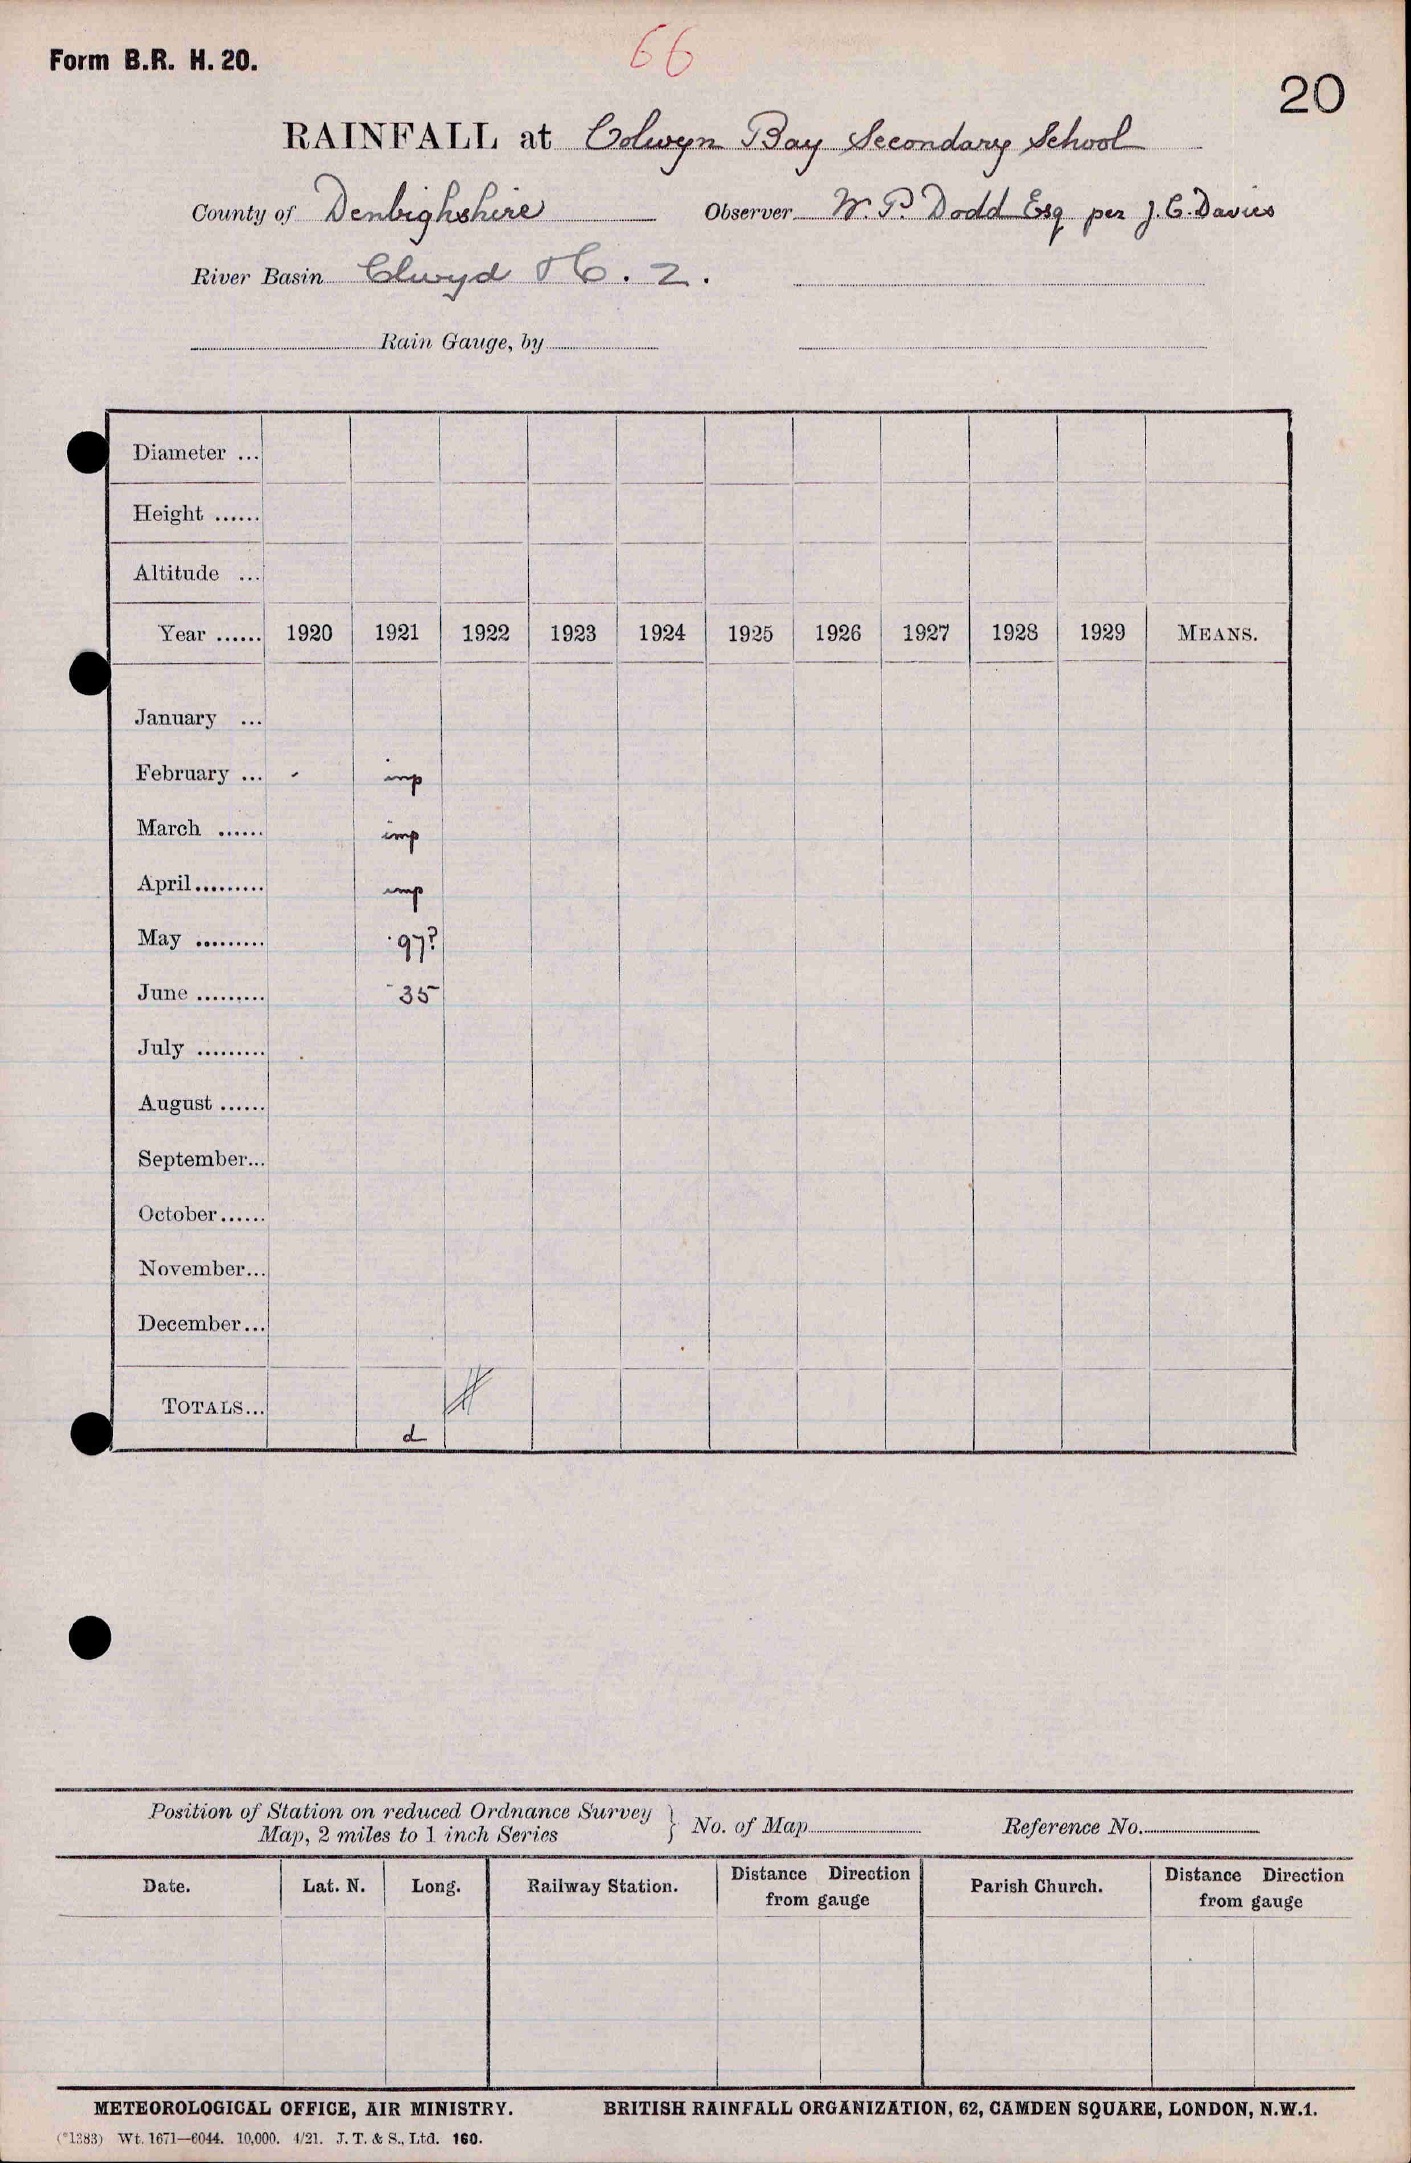 66
Form B.R. H. 20.
20
RAINFALL at Colwyn Bay Secondary School
County of Denbighshire Observer W. P. Dodd Esq per J. C. Davies
River Basin Clwyd H. 2.
Rain Gauge, by
Diameter ...
Height ......
Altitude ...
Year ...... 1920 1921 1922 1923 1924 1925 1926 1927 1928 1929 MEANS.
January ...
February ... imp
March ...... imp
April......... imp
May ......... ·97?
June ......... ·35
July .........
August ......
September...
October......
November...
December...
TOTALS...
d
Position of Station on reduced Ordnance Survey
Map, 2 miles to 1 inch Series } No. of Map Reference No.
Date. Lat. N. Long. Railway Station. Distance Direction from gauge Parish Church. Distance Direction from gauge
METEOROLOGICAL OFFICE, AIR MINISTRY. BRITISH RAINFALL ORGANIZATION, 62, CAMDEN SQUARE, LONDON, N.W.1.
(*1383) Wt. 1671—6044. 10,000. 4/21. J. T. & S., Ltd. 160.